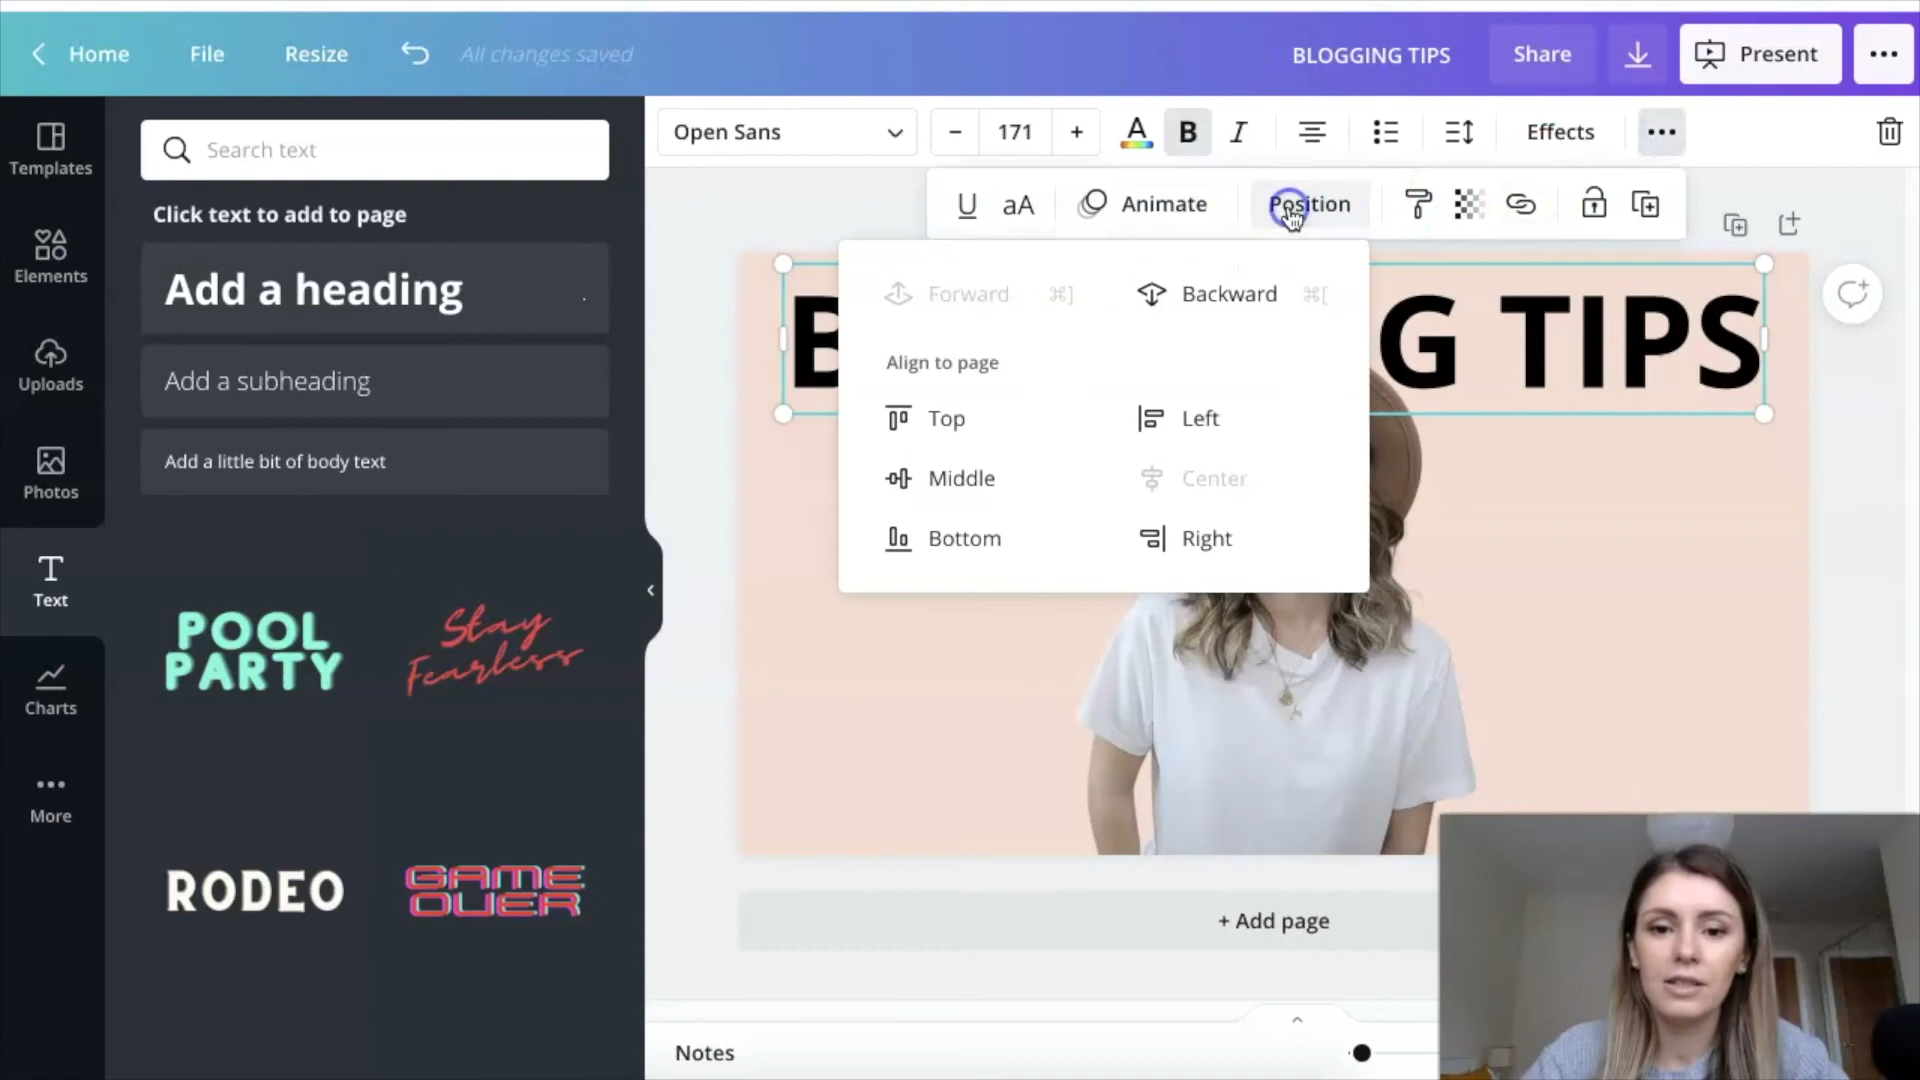 Home File Resize All changes saved BLOGGING TIPS Share Present
Templates
Elements
Uploads
Photos
Text
Charts
More
Search text
Click text to add to page
Add a heading
Add a subheading
Add a little bit of body text
POOL
PARTY
Stay
Fearless
RODEO
GAME
OVER
Open Sans − 171 + A B I Effects
U aA Animate Position
Forward ⌘] Backward ⌘[
Align to page
Top Left
Middle Center
Bottom Right
B G TIPS
+ Add page
Notes